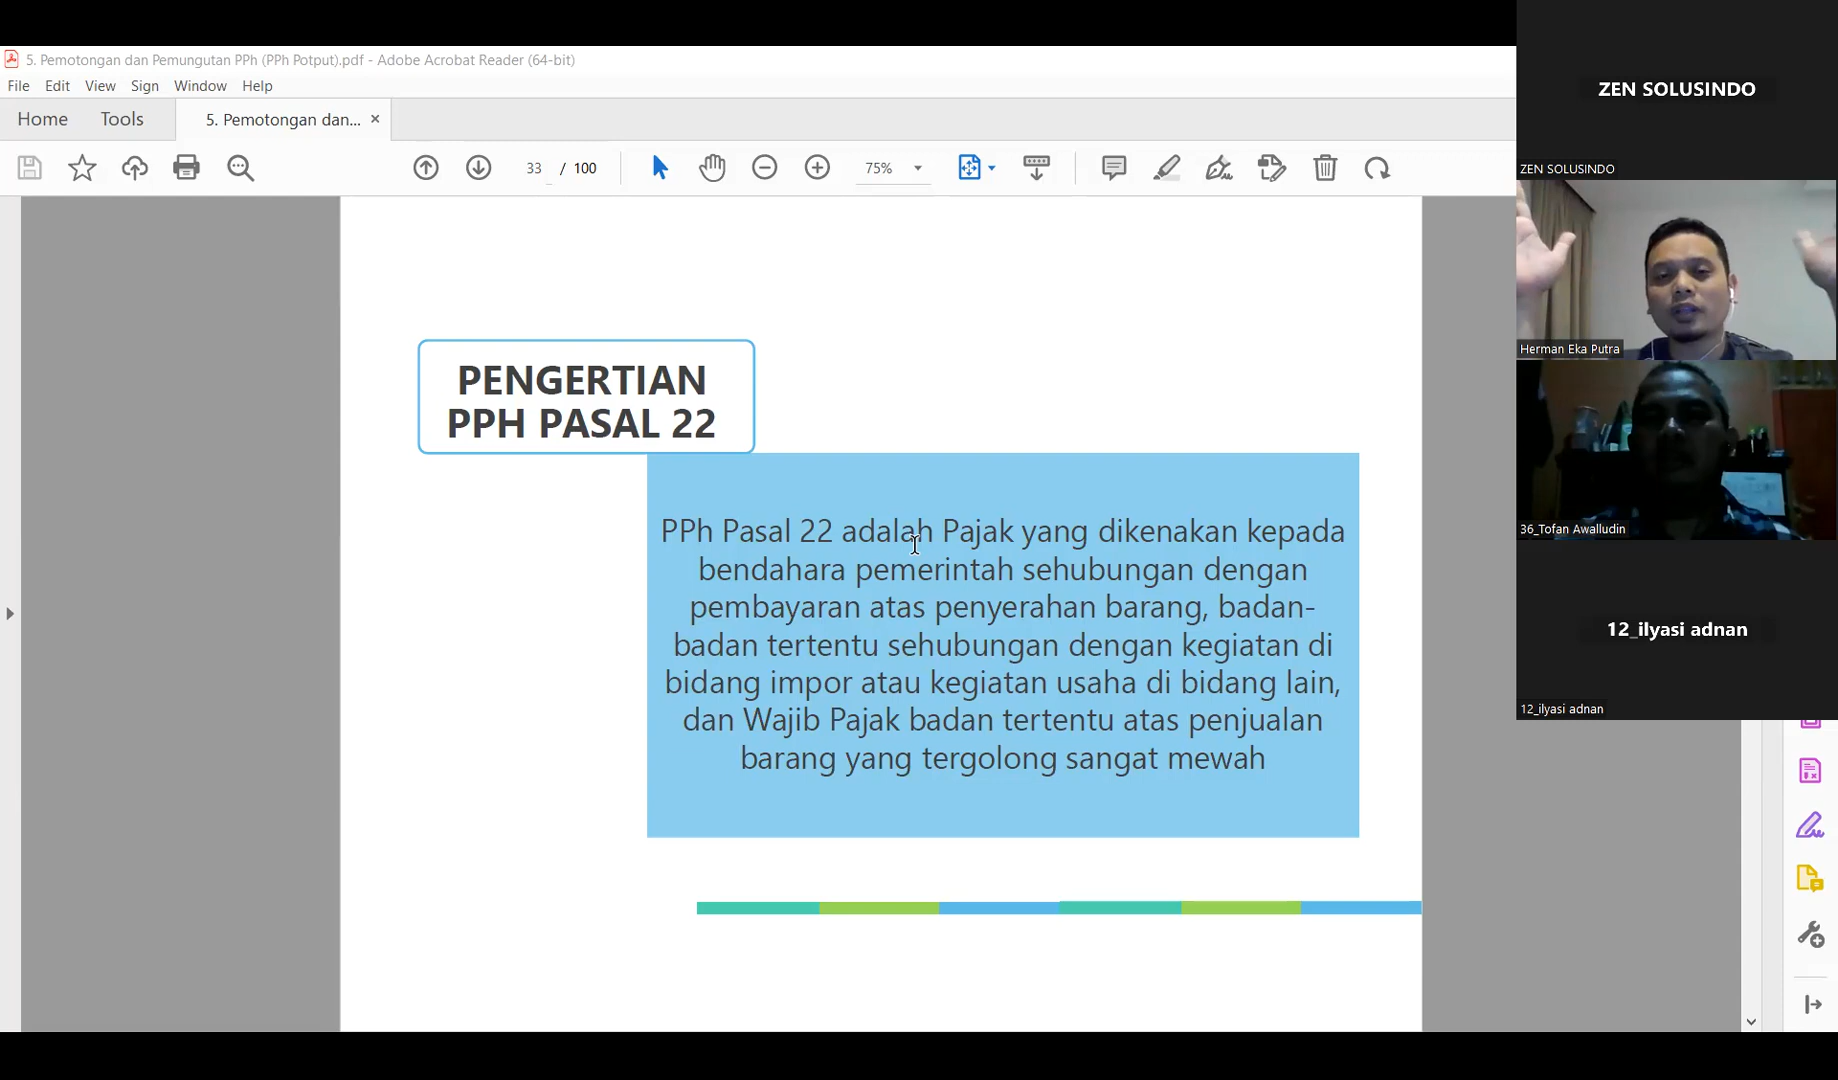 5. Pemotongan dan Pemungutan PPh (PPh Potput).pdf - Adobe Acrobat Reader (64-bit)
File Edit View Sign Window Help
Home Tools 5. Pemotongan dan... ×
33 / 100 75%
PENGERTIAN
PPH PASAL 22
PPh Pasal 22 adalah Pajak yang dikenakan kepada
bendahara pemerintah sehubungan dengan
pembayaran atas penyerahan barang, badan-
badan tertentu sehubungan dengan kegiatan di
bidang impor atau kegiatan usaha di bidang lain,
dan Wajib Pajak badan tertentu atas penjualan
barang yang tergolong sangat mewah
ZEN SOLUSINDO
ZEN SOLUSINDO
Herman Eka Putra
36_Tofan Awalludin
12_ilyasi adnan
12_ilyasi adnan